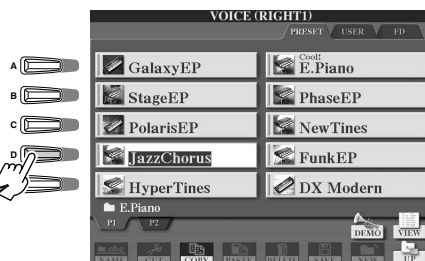 VOICE (RIGHT1)
PRESET USER FD
A GalaxyEP Cool! E.Piano
B StageEP PhaseEP
C PolarisEP NewTines
D JazzChorus FunkEP
HyperTines DX Modern
E.Piano
P1 P2
DEMO VIEW
NAME CUT COPY PASTE DELETE SAVE NEW UP